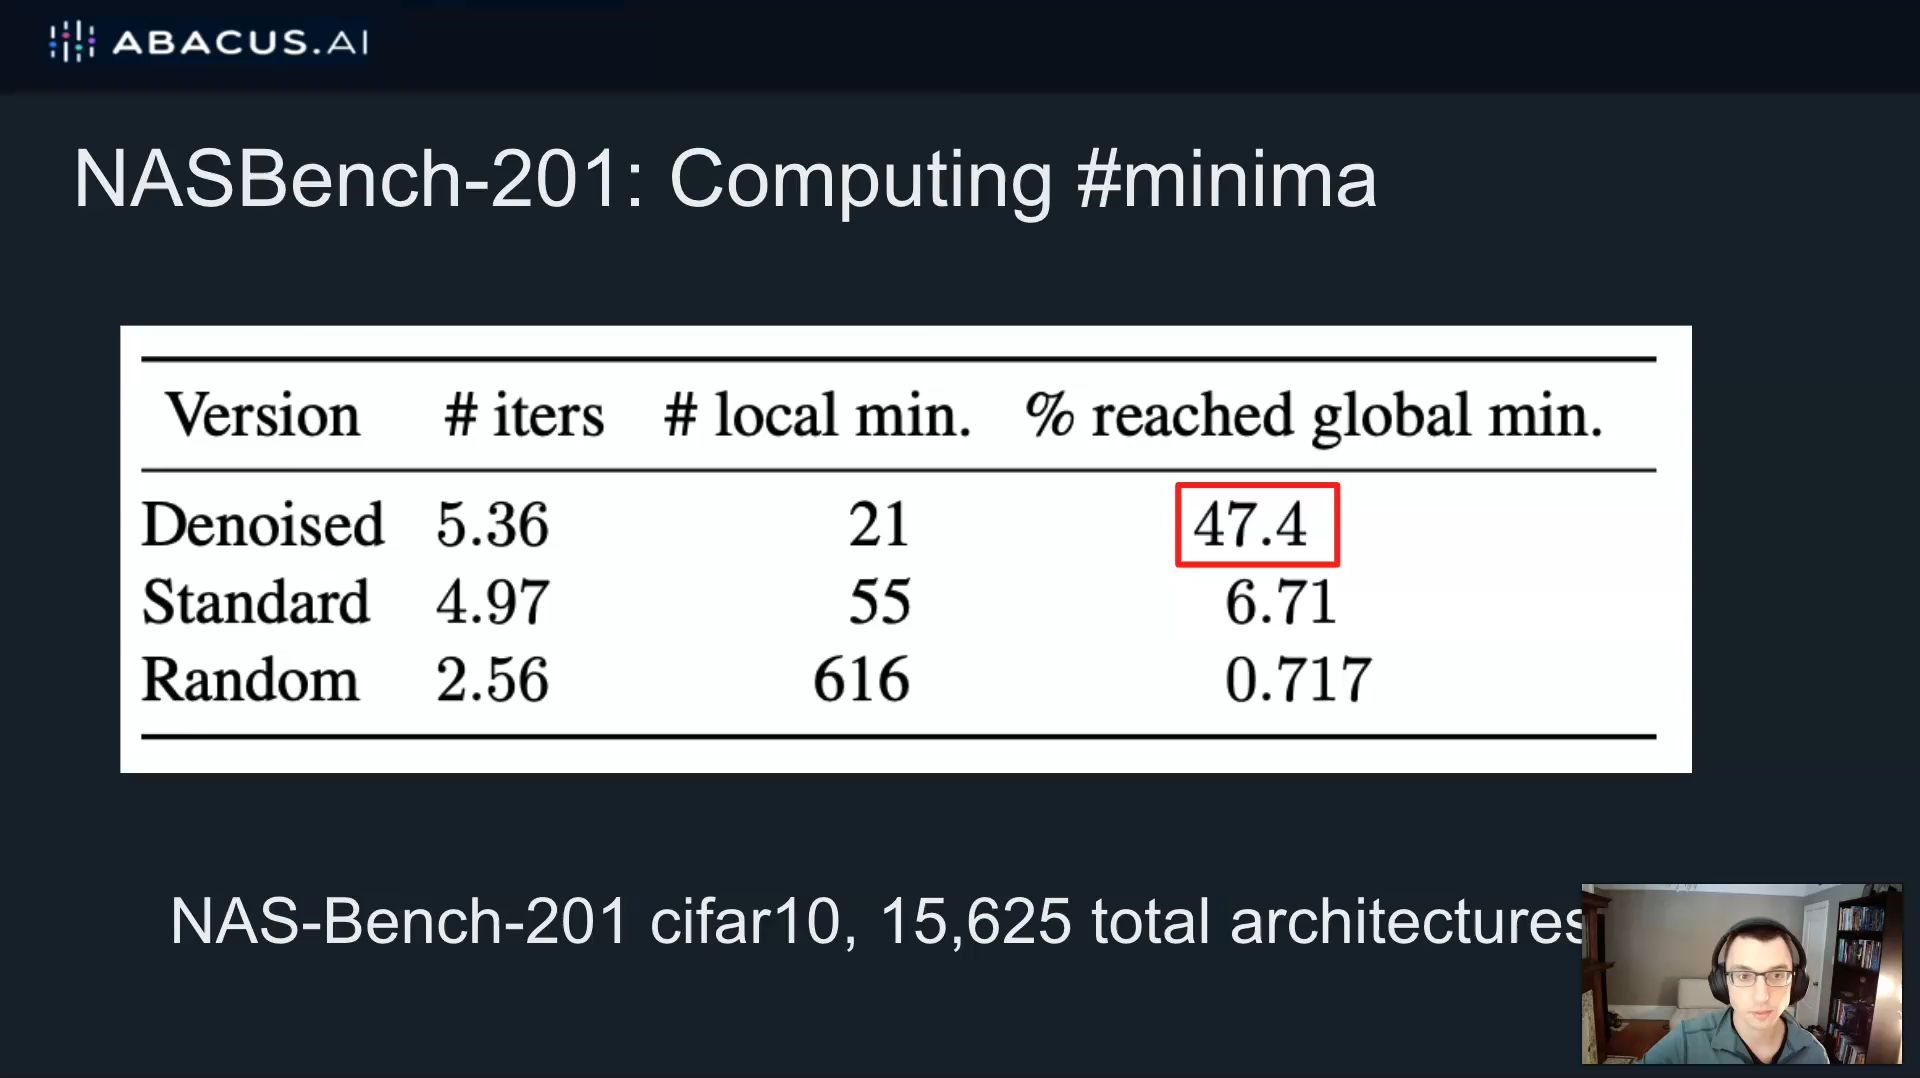 ABACUS.AI
NASBench-201: Computing #minima
Version # iters # local min. % reached global min.
Denoised 5.36 21 47.4
Standard 4.97 55 6.71
Random 2.56 616 0.717
NAS-Bench-201 cifar10, 15,625 total architectures